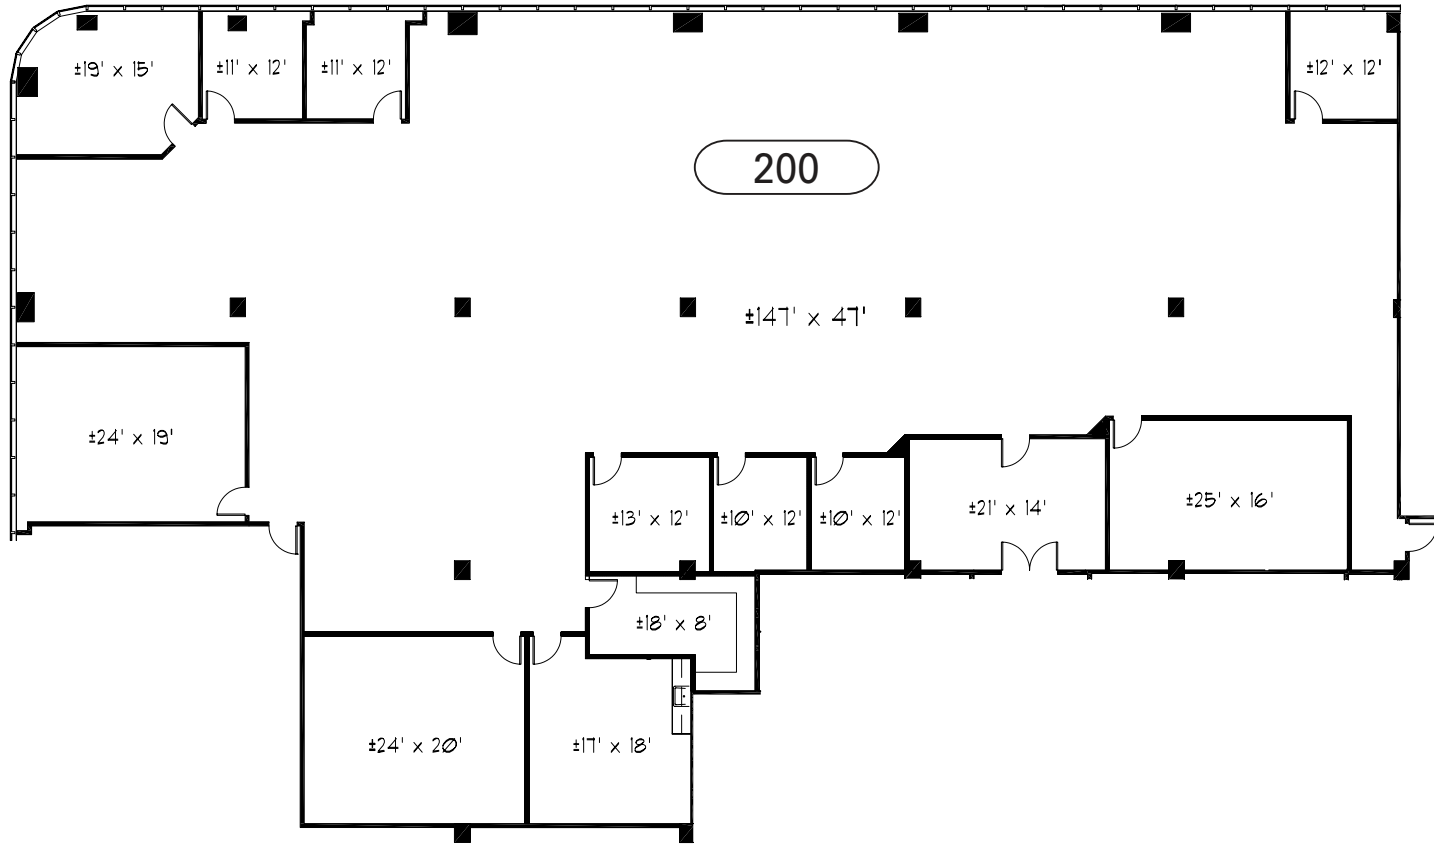 ±19' x 15'
±11' x 12'
±11' x 12'
±12' x 12'
200
±147' x 47'
±24' x 19'
±13' x 12'
±10' x 12'
±10' x 12'
±21' x 14'
±25' x 16'
±18' x 8'
±24' x 20'
±17' x 18'